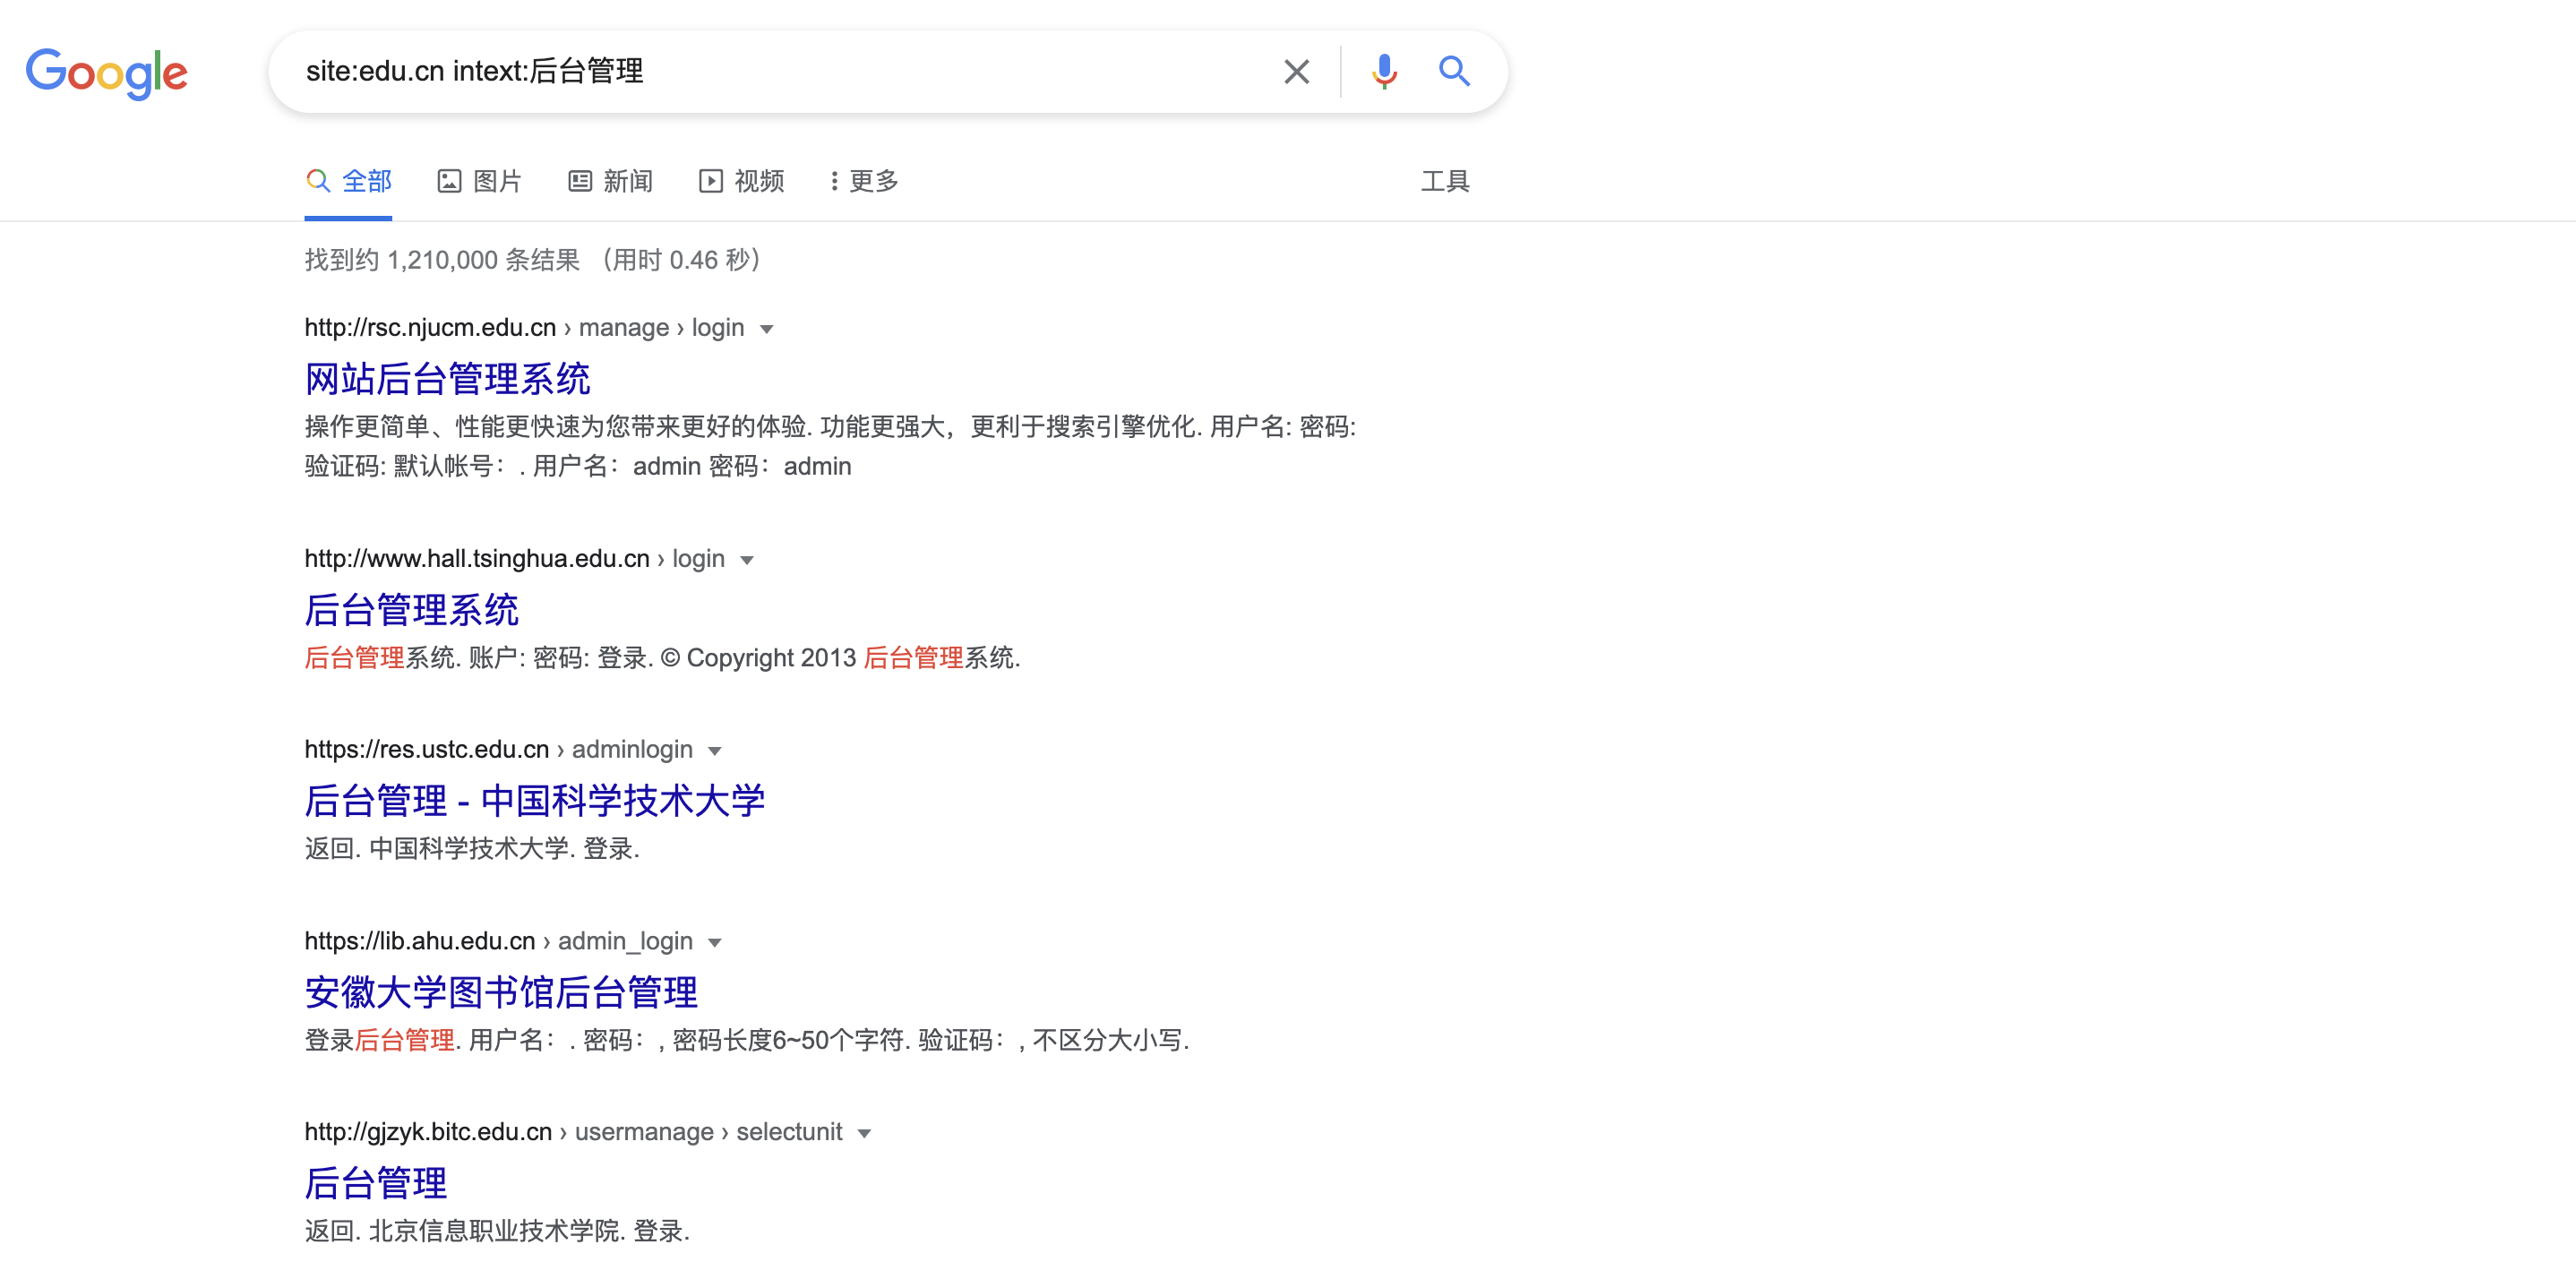 Google
site:edu.cn intext:后台管理
全部 图片 新闻 视频 更多 工具
找到约 1,210,000 条结果 （用时 0.46 秒）
http://rsc.njucm.edu.cn › manage › login
网站后台管理系统
操作更简单、性能更快速为您带来更好的体验. 功能更强大，更利于搜索引擎优化. 用户名: 密码:
验证码: 默认帐号：. 用户名：admin 密码：admin
http://www.hall.tsinghua.edu.cn › login
后台管理系统
后台管理系统. 账户: 密码: 登录. © Copyright 2013 后台管理系统.
https://res.ustc.edu.cn › adminlogin
后台管理 - 中国科学技术大学
返回. 中国科学技术大学. 登录.
https://lib.ahu.edu.cn › admin_login
安徽大学图书馆后台管理
登录后台管理. 用户名：. 密码：, 密码长度6~50个字符. 验证码：, 不区分大小写.
http://gjzyk.bitc.edu.cn › usermanage › selectunit
后台管理
返回. 北京信息职业技术学院. 登录.